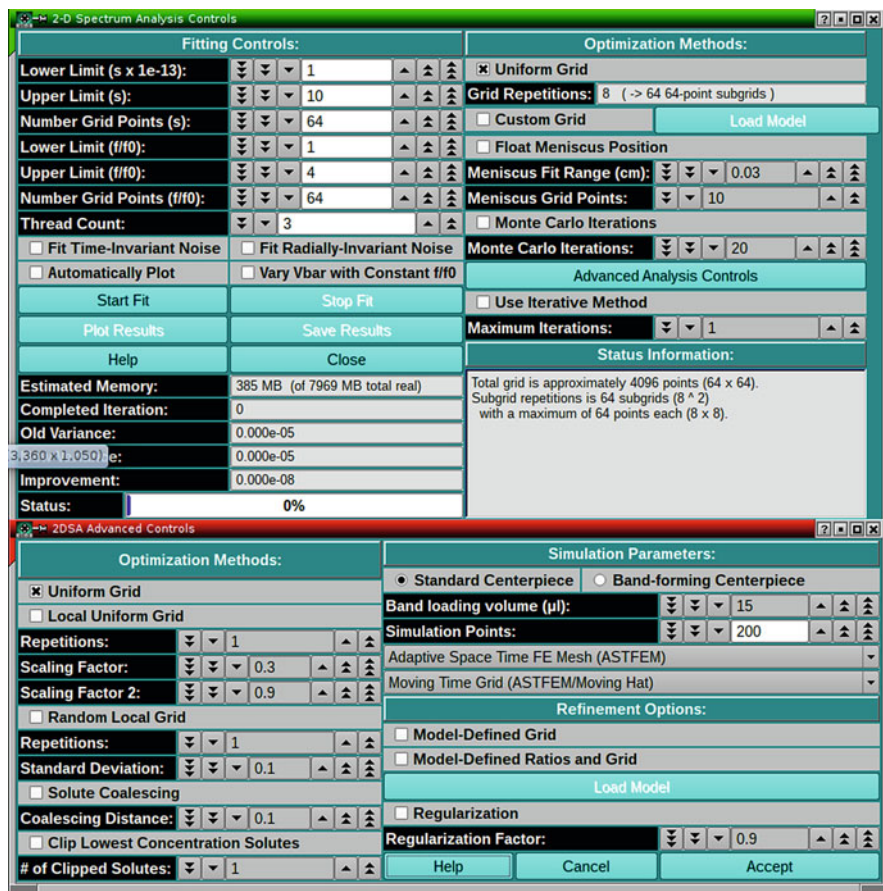 2-D Spectrum Analysis Controls
Fitting Controls:
Lower Limit (s x 1e-13): 1
Upper Limit (s): 10
Number Grid Points (s): 64
Lower Limit (f/f0): 1
Upper Limit (f/f0): 4
Number Grid Points (f/f0): 64
Thread Count: 3
Fit Time-Invariant Noise Fit Radially-Invariant Noise
Automatically Plot Vary Vbar with Constant f/f0
Start Fit Stop Fit
Plot Results Save Results
Help Close
Estimated Memory: 385 MB (of 7969 MB total real)
Completed Iteration: 0
Old Variance: 0.000e-05
3,360 x 1,050) e: 0.000e-05
Improvement: 0.000e-08
Status: 0%
Optimization Methods:
Uniform Grid
Grid Repetitions: 8 ( -> 64 64-point subgrids )
Custom Grid Load Model
Float Meniscus Position
Meniscus Fit Range (cm): 0.03
Meniscus Grid Points: 10
Monte Carlo Iterations
Monte Carlo Iterations: 20
Advanced Analysis Controls
Use Iterative Method
Maximum Iterations: 1
Status Information:
Total grid is approximately 4096 points (64 x 64).
Subgrid repetitions is 64 subgrids (8 ^ 2)
with a maximum of 64 points each (8 x 8).
2DSA Advanced Controls
Optimization Methods:
Uniform Grid
Local Uniform Grid
Repetitions: 1
Scaling Factor: 0.3
Scaling Factor 2: 0.9
Random Local Grid
Repetitions: 1
Standard Deviation: 0.1
Solute Coalescing
Coalescing Distance: 0.1
Clip Lowest Concentration Solutes
# of Clipped Solutes: 1
Simulation Parameters:
Standard Centerpiece Band-forming Centerpiece
Band loading volume (µl): 15
Simulation Points: 200
Adaptive Space Time FE Mesh (ASTFEM)
Moving Time Grid (ASTFEM/Moving Hat)
Refinement Options:
Model-Defined Grid
Model-Defined Ratios and Grid
Load Model
Regularization
Regularization Factor: 0.9
Help Cancel Accept